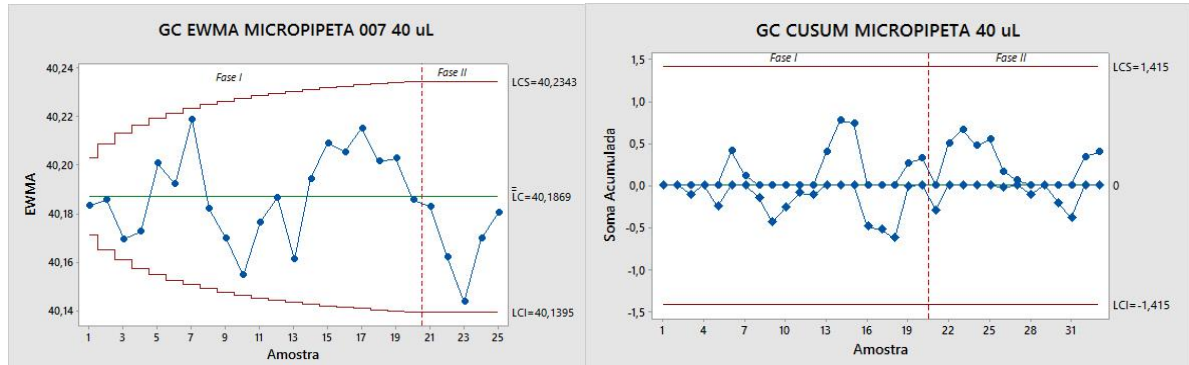 GC EWMA MICROPIPETA 007 40 uL
40,24
40,22
40,20
40,18
40,16
40,14
EWMA
Fase I
Fase II
LCS=40,2343
LC=40,1869
LCI=40,1395
1 3 5 7 9 11 13 15 17 19 21 23 25
Amostra
GC CUSUM MICROPIPETA 40 uL
1,5
1,0
0,5
0,0
-0,5
-1,0
-1,5
Soma Acumulada
Fase I
Fase II
LCS=1,415
0
LCI=-1,415
1 4 7 10 13 16 19 22 25 28 31
Amostra